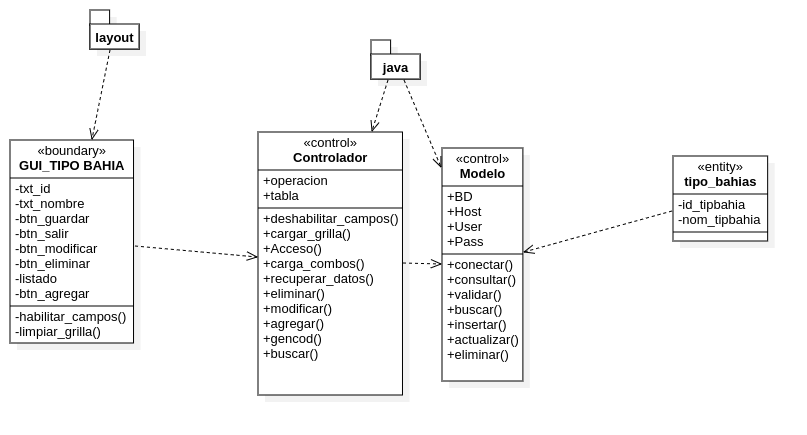 layout
java
«boundary»
GUI_TIPO BAHIA
-txt_id
-txt_nombre
-btn_guardar
-btn_salir
-btn_modificar
-btn_eliminar
-listado
-btn_agregar
-habilitar_campos()
-limpiar_grilla()
«control»
Controlador
+operacion
+tabla
+deshabilitar_campos()
+cargar_grilla()
+Acceso()
+carga_combos()
+recuperar_datos()
+eliminar()
+modificar()
+agregar()
+gencod()
+buscar()
«control»
Modelo
+BD
+Host
+User
+Pass
+conectar()
+consultar()
+validar()
+buscar()
+insertar()
+actualizar()
+eliminar()
«entity»
tipo_bahias
-id_tipbahia
-nom_tipbahia